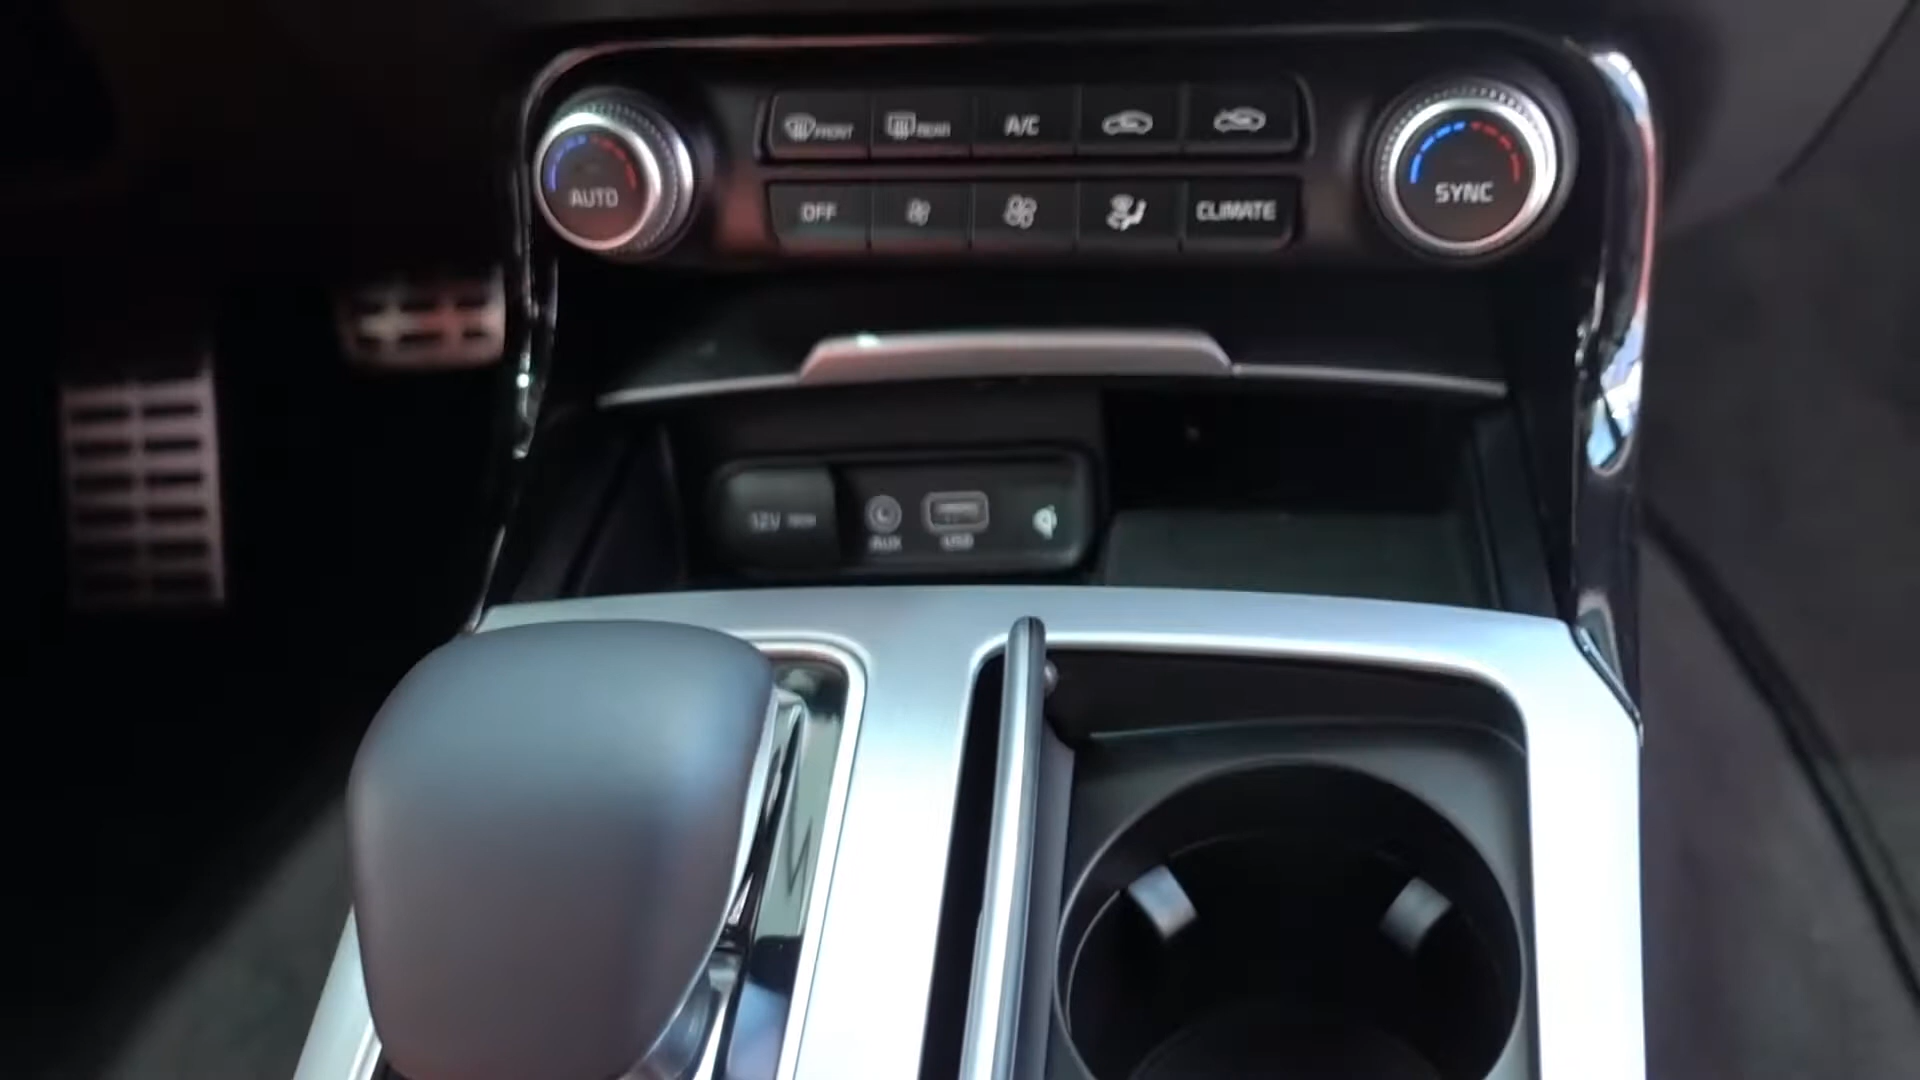 FRONT
REAR
A/C
AUTO
SYNC
OFF
CLIMATE
12V
AUX
USB